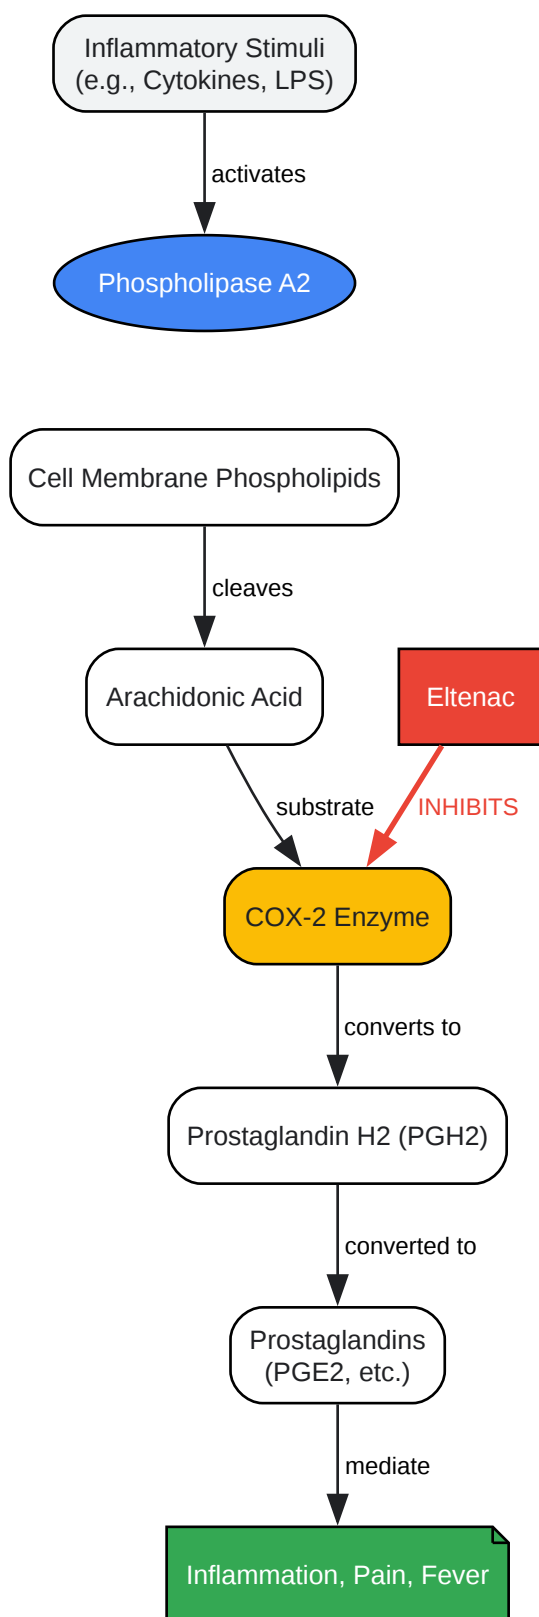 Inflammatory Stimuli
(e.g., Cytokines, LPS)
activates
Phospholipase A2
Cell Membrane Phospholipids
cleaves
Arachidonic Acid
Eltenac
substrate
INHIBITS
COX-2 Enzyme
converts to
Prostaglandin H2 (PGH2)
converted to
Prostaglandins
(PGE2, etc.)
mediate
Inflammation, Pain, Fever